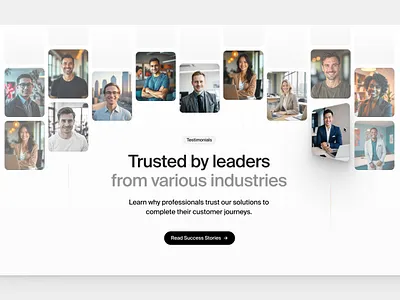 Testimonials
Trusted by leaders
from various industries
Learn why professionals trust our solutions to
complete their customer journeys.
Read Success Stories →